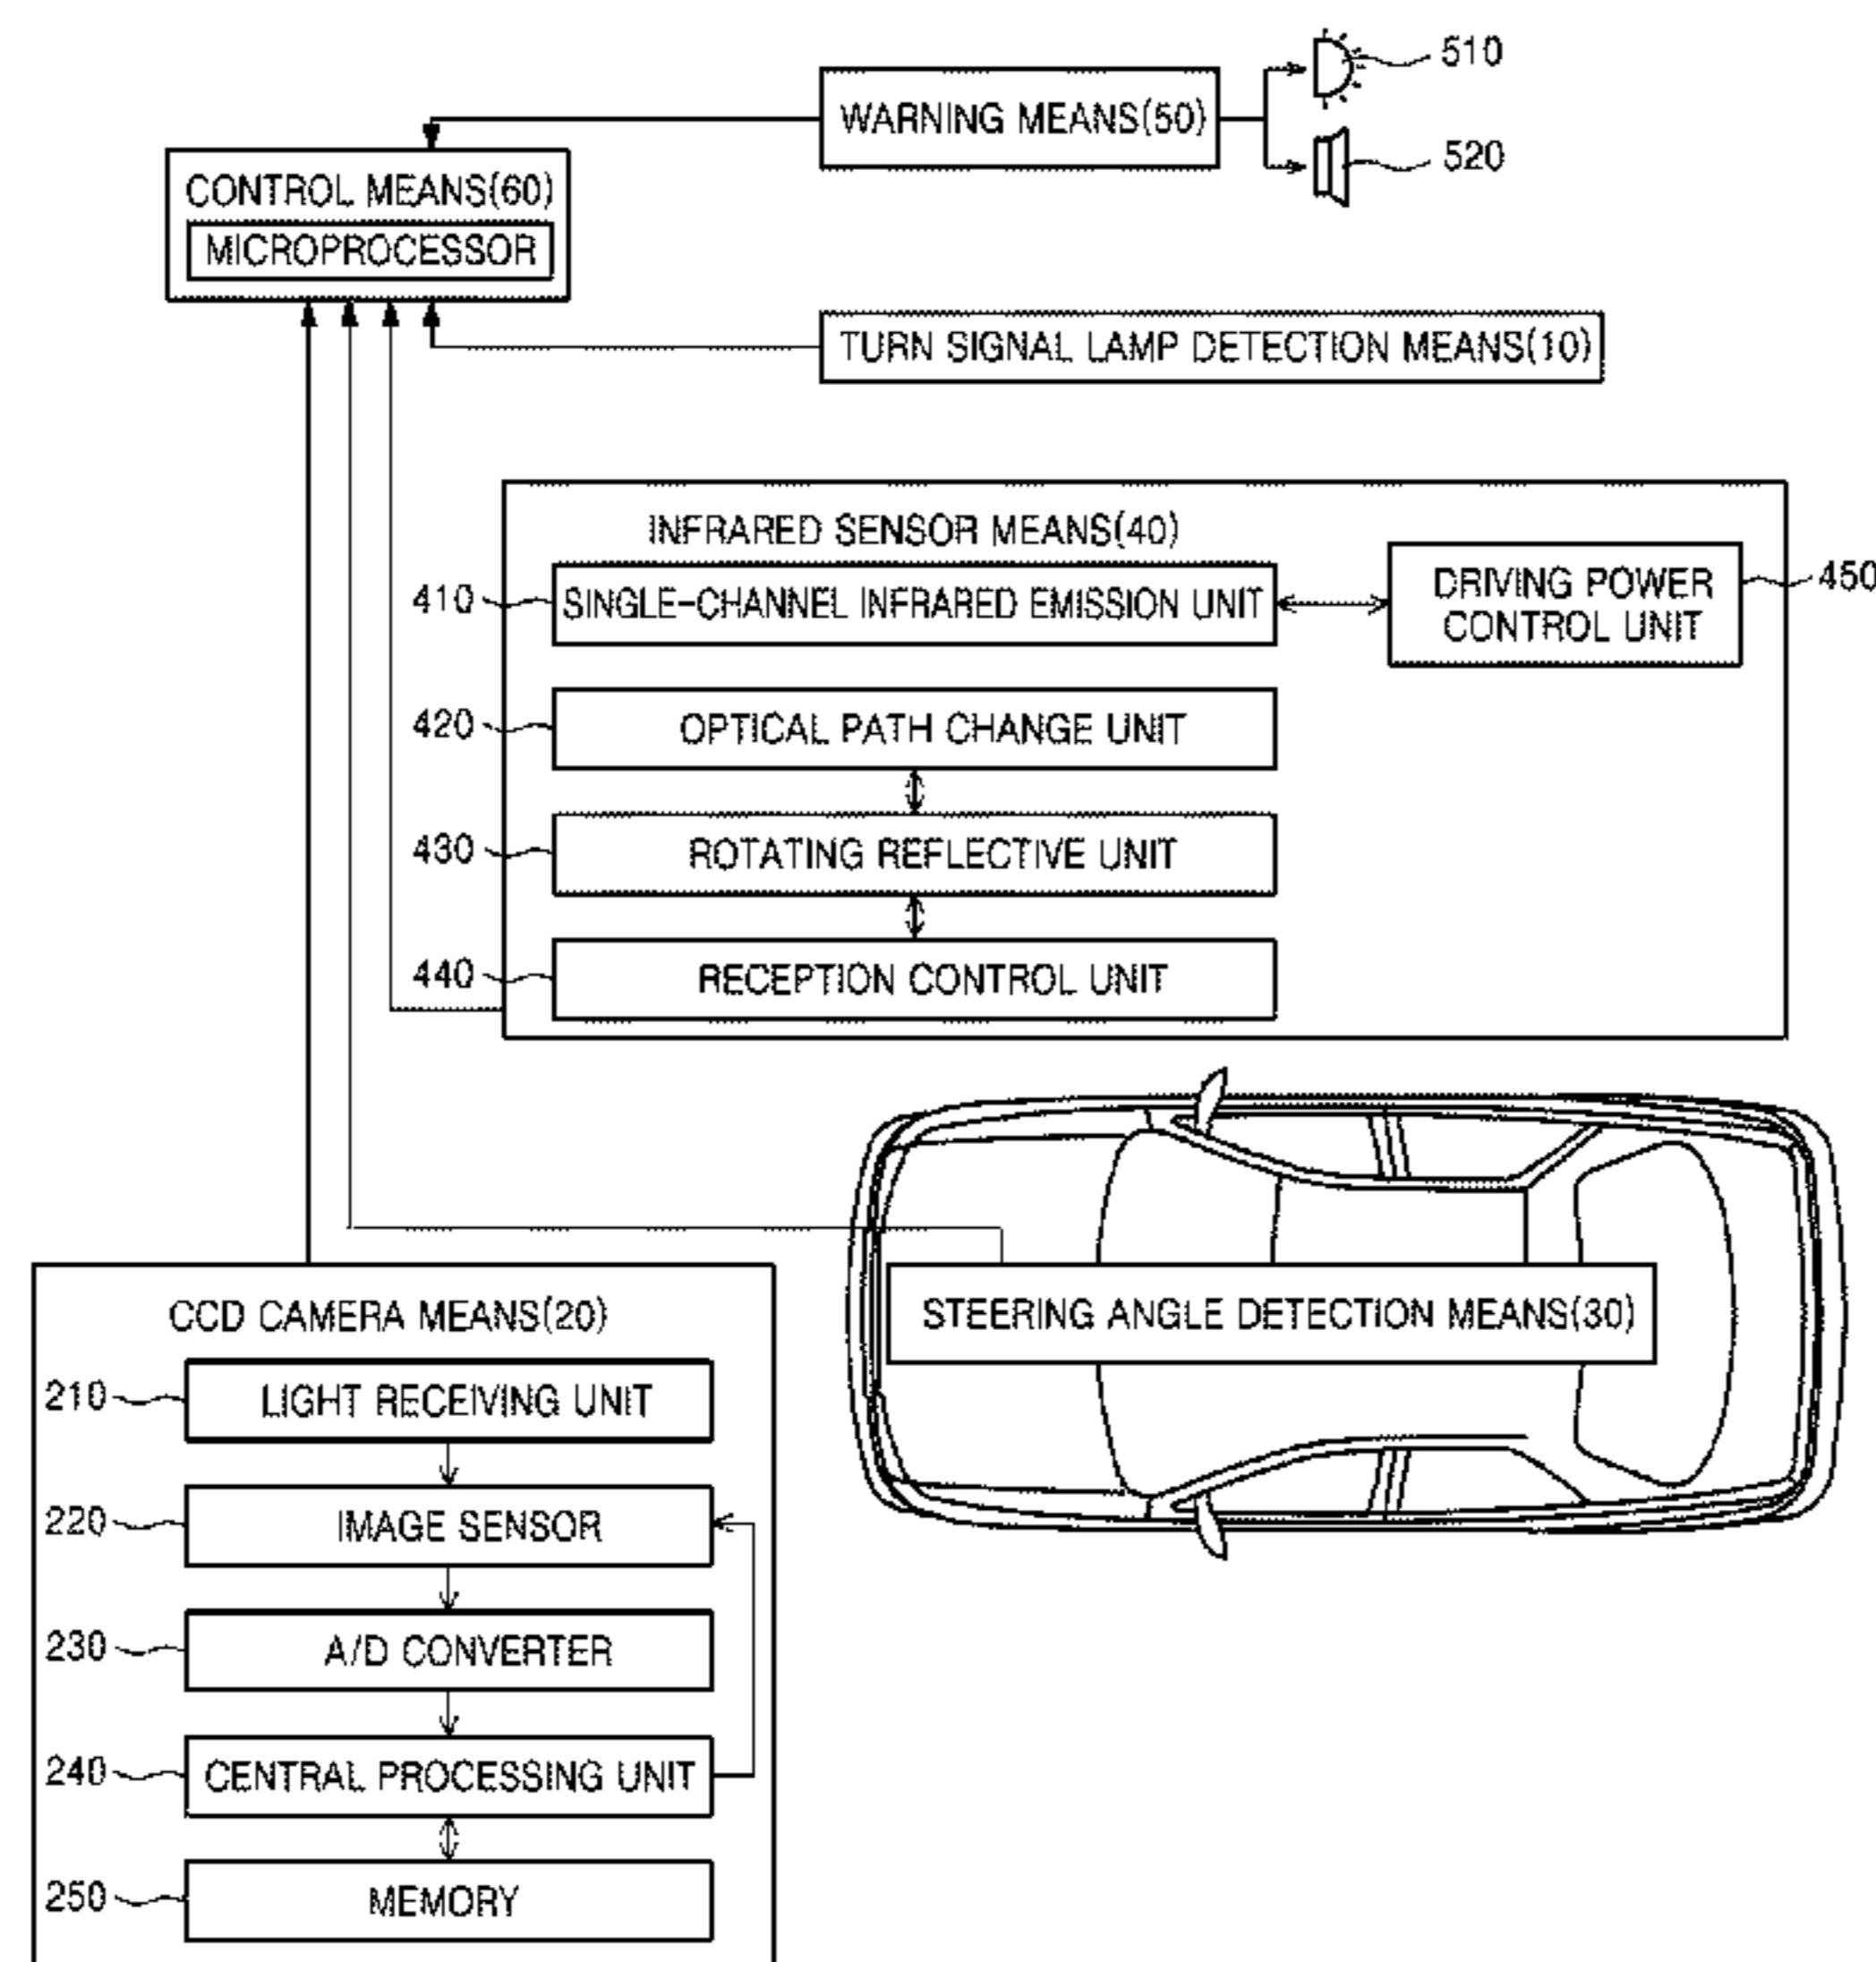 510
WARNING MEANS(50)
520
CONTROL MEANS(60)
MICROPROCESSOR
TURN SIGNAL LAMP DETECTION MEANS(10)
INFRARED SENSOR MEANS(40)
410
SINGLE-CHANNEL INFRARED EMISSION UNIT
DRIVING POWER
CONTROL UNIT
450
420
OPTICAL PATH CHANGE UNIT
430
ROTATING REFLECTIVE UNIT
440
RECEPTION CONTROL UNIT
STEERING ANGLE DETECTION MEANS(30)
CCD CAMERA MEANS(20)
210
LIGHT RECEIVING UNIT
220
IMAGE SENSOR
230
A/D CONVERTER
240
CENTRAL PROCESSING UNIT
250
MEMORY